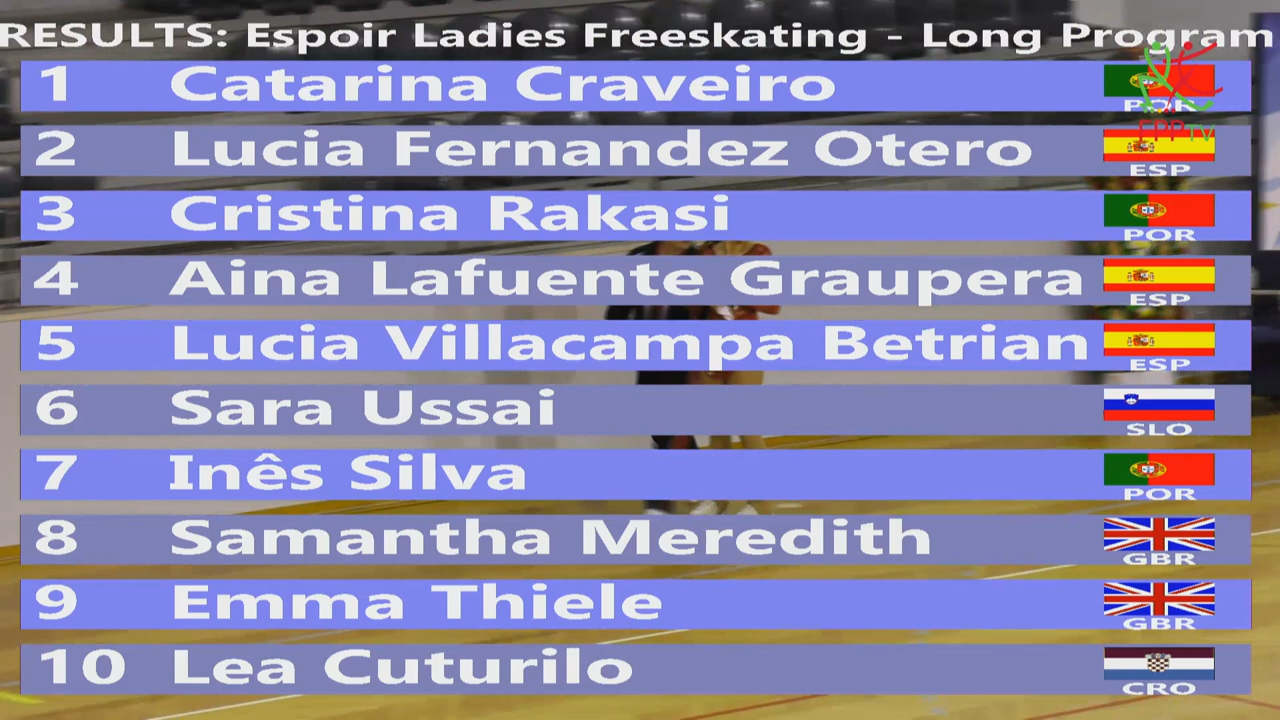 RESULTS: Espoir Ladies Freeskating - Long Program
1 Catarina Craveiro POR
FPPTV
2 Lucia Fernandez Otero ESP
3 Cristina Rakasi POR
4 Aina Lafuente Graupera ESP
5 Lucia Villacampa Betrian ESP
6 Sara Ussai SLO
7 Inês Silva POR
8 Samantha Meredith GBR
9 Emma Thiele GBR
10 Lea Cuturilo CRO